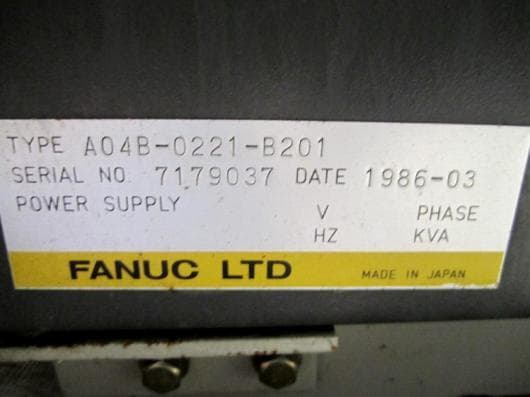 TYPE A04B-0221-B201
SERIAL NO. 7179037 DATE 1986-03
POWER SUPPLY V PHASE
HZ KVA
FANUC LTD MADE IN JAPAN